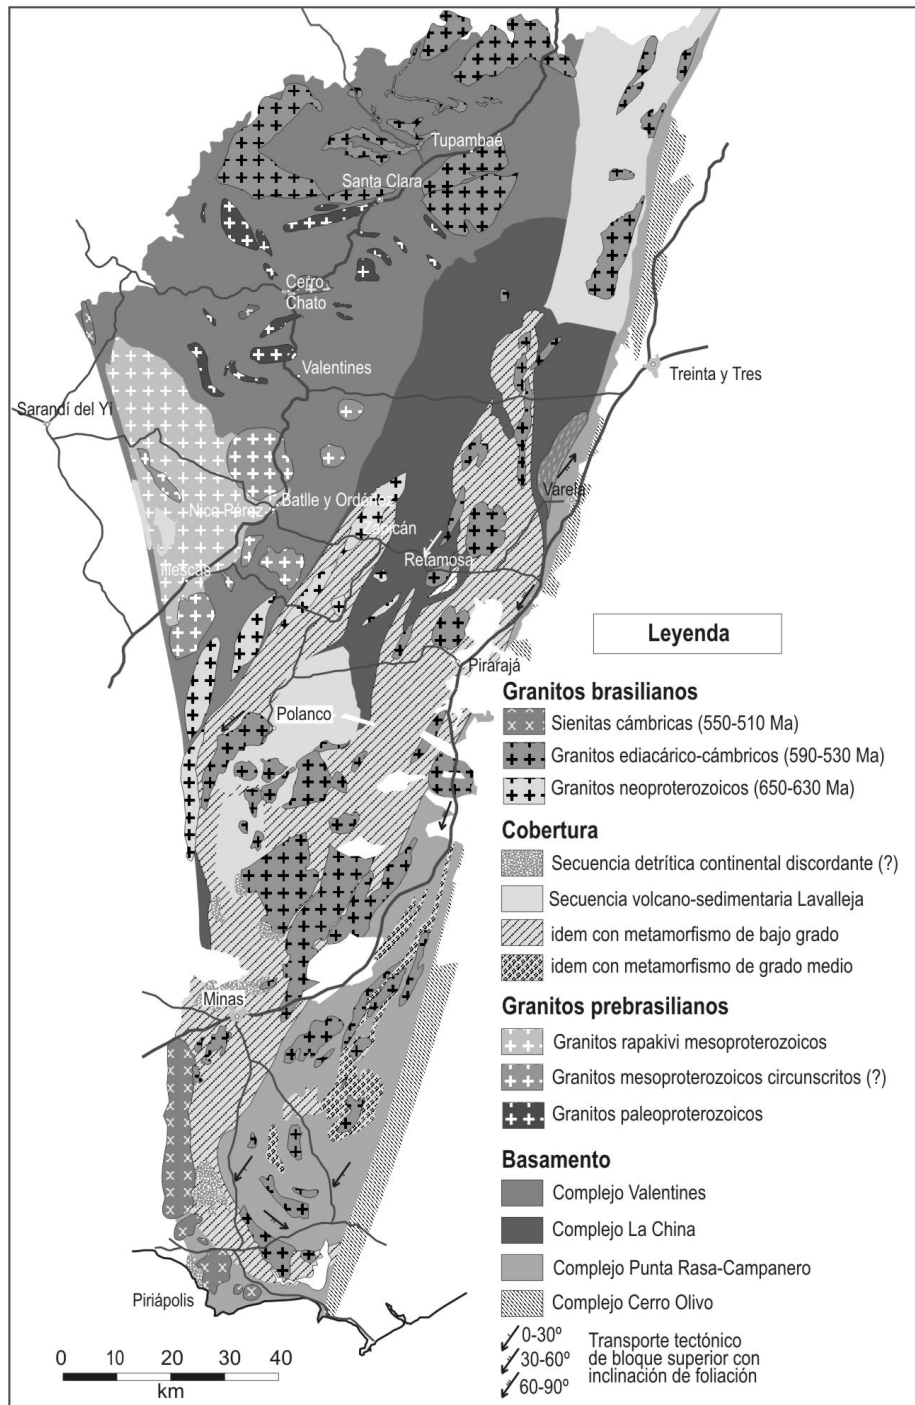 Tupambaé
Santa Clara
Cerro
Chato
Valentines
Treinta y Tres
Sarandí del Yí
Batlle y Ordóñez
Nico Pérez
Varela
Zapicán
Retamosa
Illescas
Pirarajá
Polanco
Minas
Piriápolis
0 10 20 30 40
km
Leyenda
Granitos brasilianos
Sienitas cámbricas (550-510 Ma)
Granitos ediacárico-cámbricos (590-530 Ma)
Granitos neoproterozoicos (650-630 Ma)
Cobertura
Secuencia detrítica continental discordante (?)
Secuencia volcano-sedimentaria Lavalleja
idem con metamorfismo de bajo grado
idem con metamorfismo de grado medio
Granitos prebrasilianos
Granitos rapakivi mesoproterozoicos
Granitos mesoproterozoicos circunscritos (?)
Granitos paleoproterozoicos
Basamento
Complejo Valentines
Complejo La China
Complejo Punta Rasa-Campanero
Complejo Cerro Olivo
0-30º
30-60º
60-90º
Transporte tectónico
de bloque superior con
inclinación de foliación